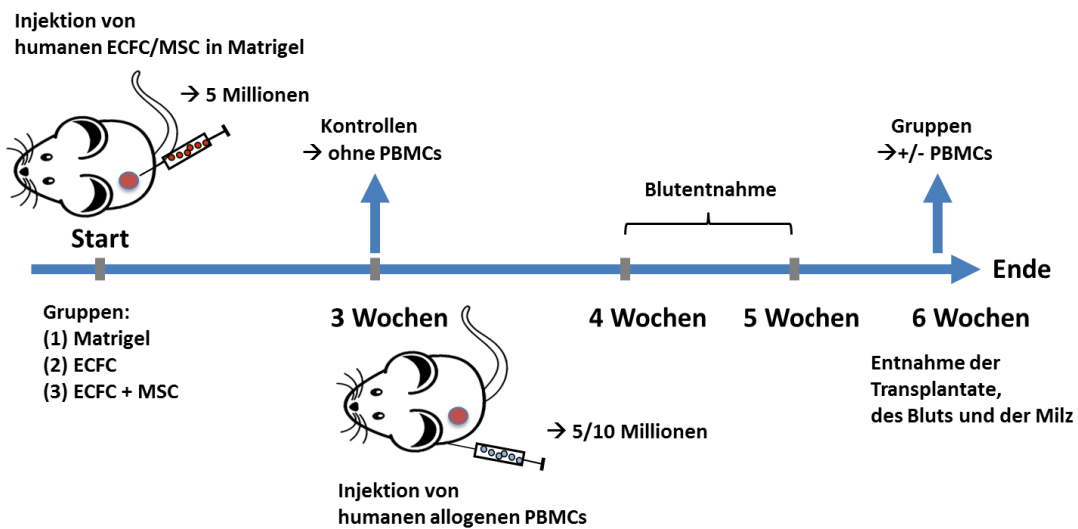 Injektion von
humanen ECFC/MSC in Matrigel
→ 5 Millionen
Kontrollen
→ ohne PBMCs
Gruppen
→+/- PBMCs
Blutentnahme
Start
Ende
Gruppen:
(1) Matrigel
(2) ECFC
(3) ECFC + MSC
3 Wochen
4 Wochen
5 Wochen
6 Wochen
Entnahme der
Transplantate,
des Bluts und der Milz
→ 5/10 Millionen
Injektion von
humanen allogenen PBMCs